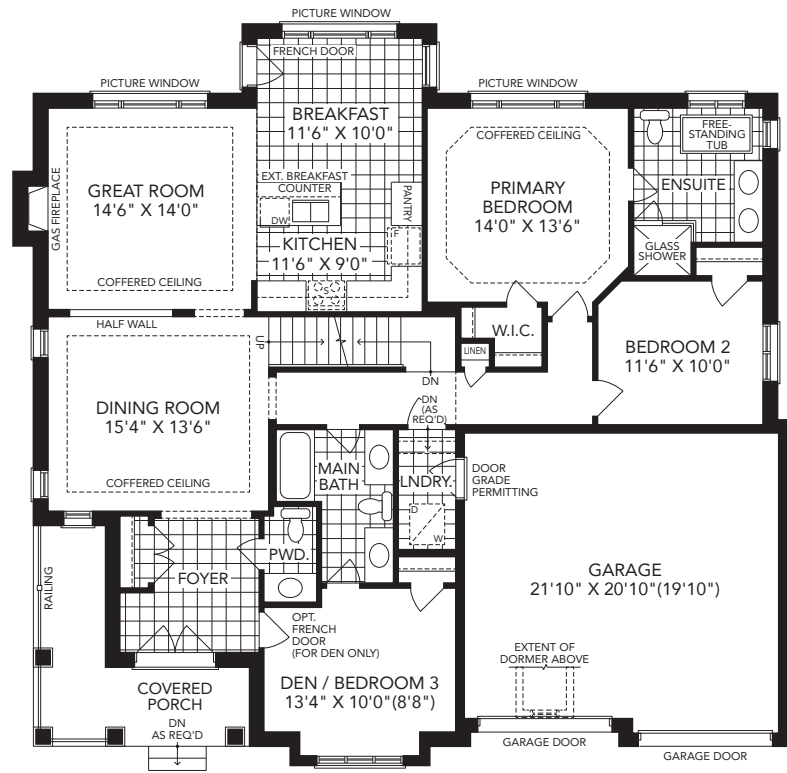 PICTURE WINDOW
FRENCH DOOR
PICTURE WINDOW
PICTURE WINDOW
BREAKFAST
11'6" X 10'0"
COFFERED CEILING
FREE-
STANDING
TUB
GAS FIREPLACE
GREAT ROOM
14'6" X 14'0"
COFFERED CEILING
EXT. BREAKFAST
COUNTER
DW
PANTRY
F
KITCHEN
11'6" X 9'0"
S
PRIMARY
BEDROOM
14'0" X 13'6"
ENSUITE
GLASS
SHOWER
HALF WALL
UP
W.I.C.
LINEN
BEDROOM 2
11'6" X 10'0"
DN
DN
(AS
REQ'D)
DINING ROOM
15'4" X 13'6"
COFFERED CEILING
MAIN
BATH
LNDRY.
D
W
DOOR
GRADE
PERMITTING
PWD.
FOYER
RAILING
GARAGE
21'10" X 20'10"(19'10")
OPT.
FRENCH
DOOR
(FOR DEN ONLY)
EXTENT OF
DORMER ABOVE
COVERED
PORCH
DN
AS REQ'D
DEN / BEDROOM 3
13'4" X 10'0"(8'8")
GARAGE DOOR
GARAGE DOOR